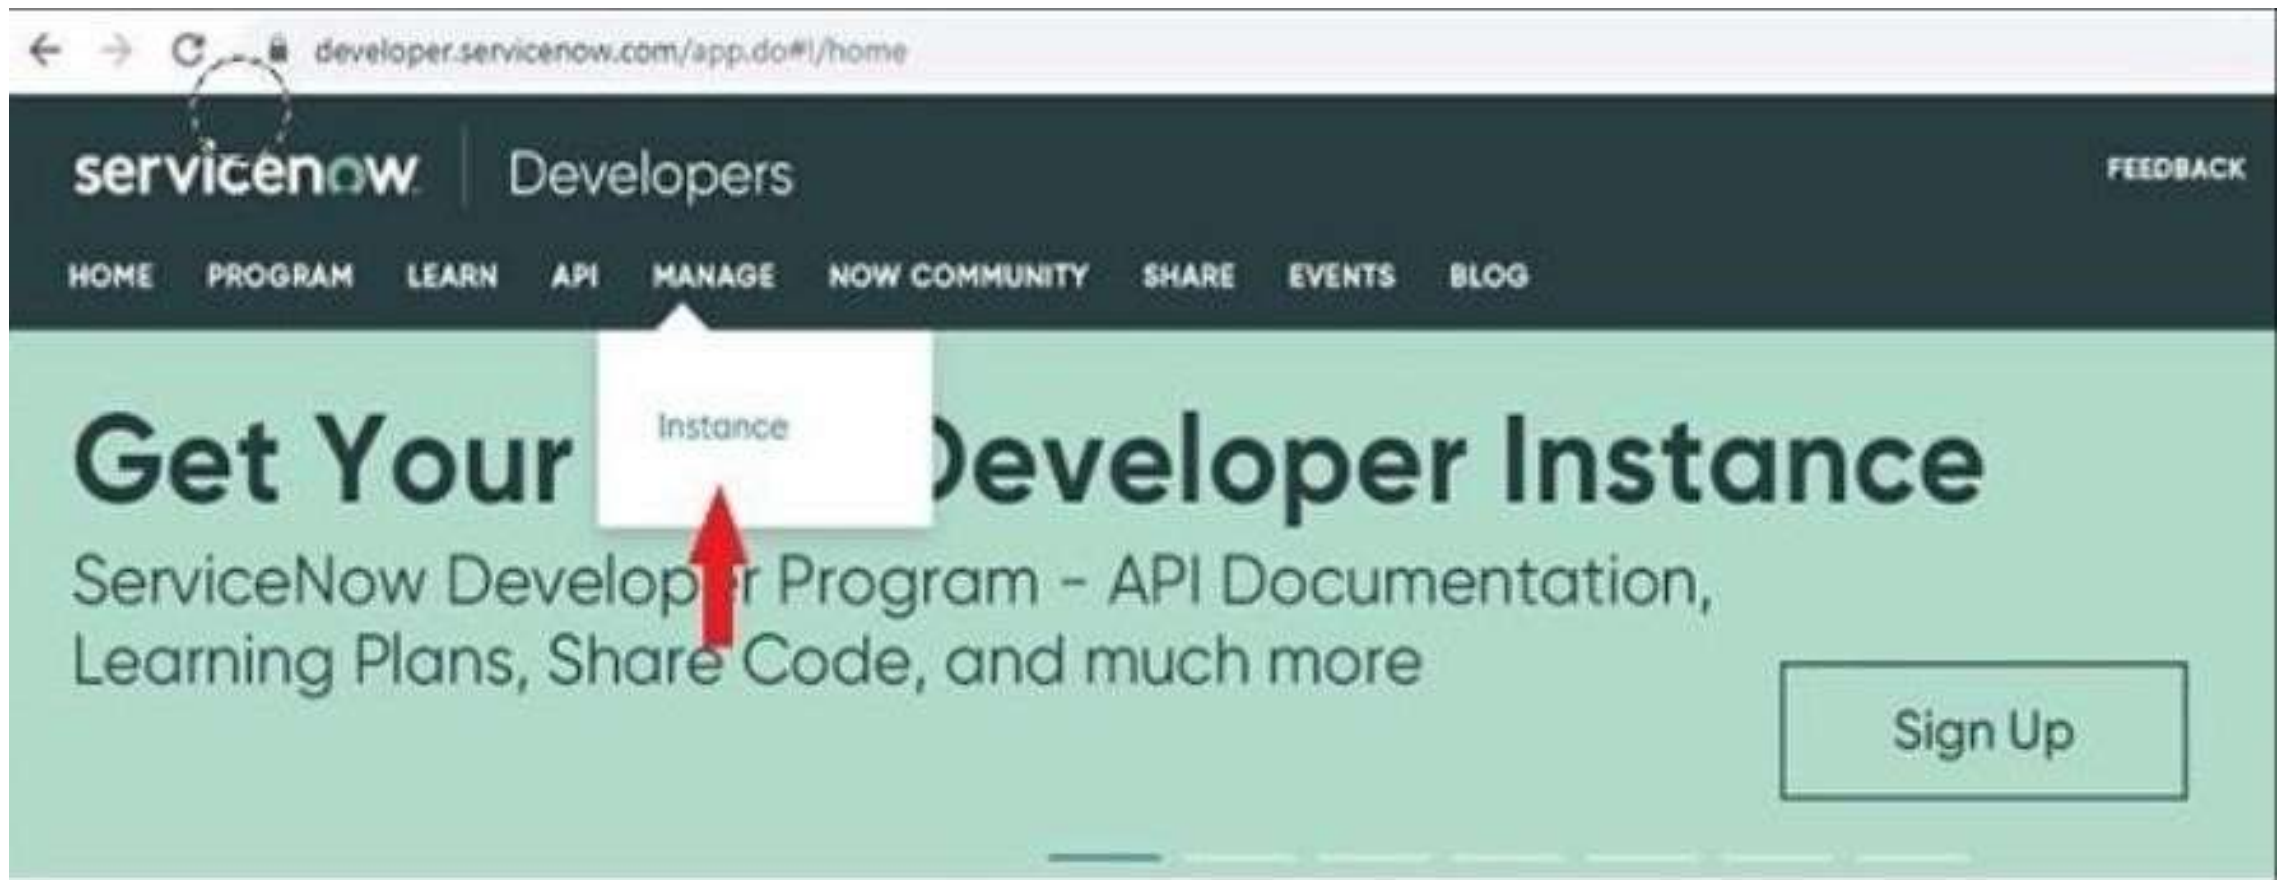 developer.servicenow.com/app.do#!/home
servicenow Developers
FEEDBACK
HOME PROGRAM LEARN API MANAGE NOW COMMUNITY SHARE EVENTS BLOG
Instance
Get Your Developer Instance
ServiceNow Developer Program - API Documentation,
Learning Plans, Share Code, and much more
Sign Up